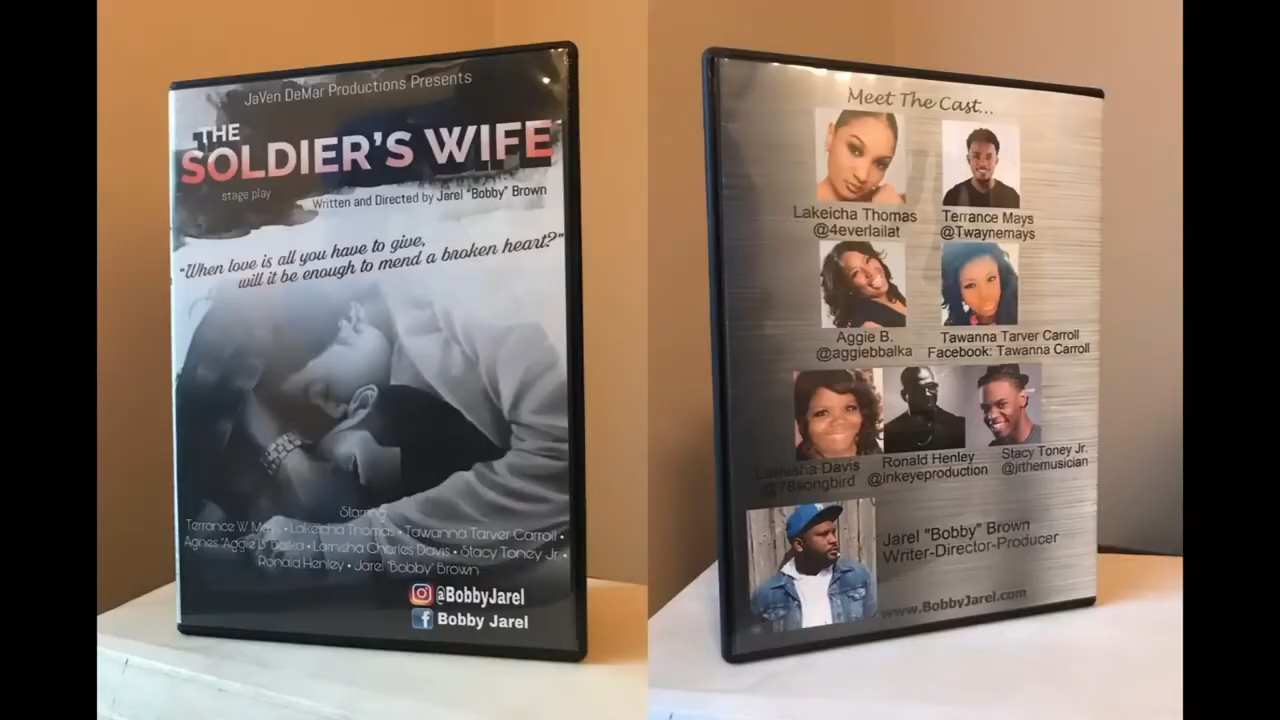 JaVen DeMar Productions Presents
THE
SOLDIER'S WIFE
stage play
Written and Directed by Jarel "Bobby" Brown
"When love is all you have to give,
will it be enough to mend a broken heart?"
Starring
Terrance W. Mays • Lakeicha Thomas • Tawanna Tarver Carroll •
Agnes "Aggie B" Balka • Lamisha Charles Davis • Stacy Toney Jr. •
Ronald Henley • Jarel "Bobby" Brown
@BobbyJarel
Bobby Jarel
Meet The Cast...
Lakeicha Thomas
@4everlailat
Terrance Mays
@Twaynemays
Aggie B.
@aggiebbalka
Tawanna Tarver Carroll
Facebook: Tawanna Carroll
Lamisha Davis
@78songbird
Ronald Henley
@inkeyeproduction
Stacy Toney Jr.
@jrthemusician
Jarel "Bobby" Brown
Writer-Director-Producer
www.BobbyJarel.com